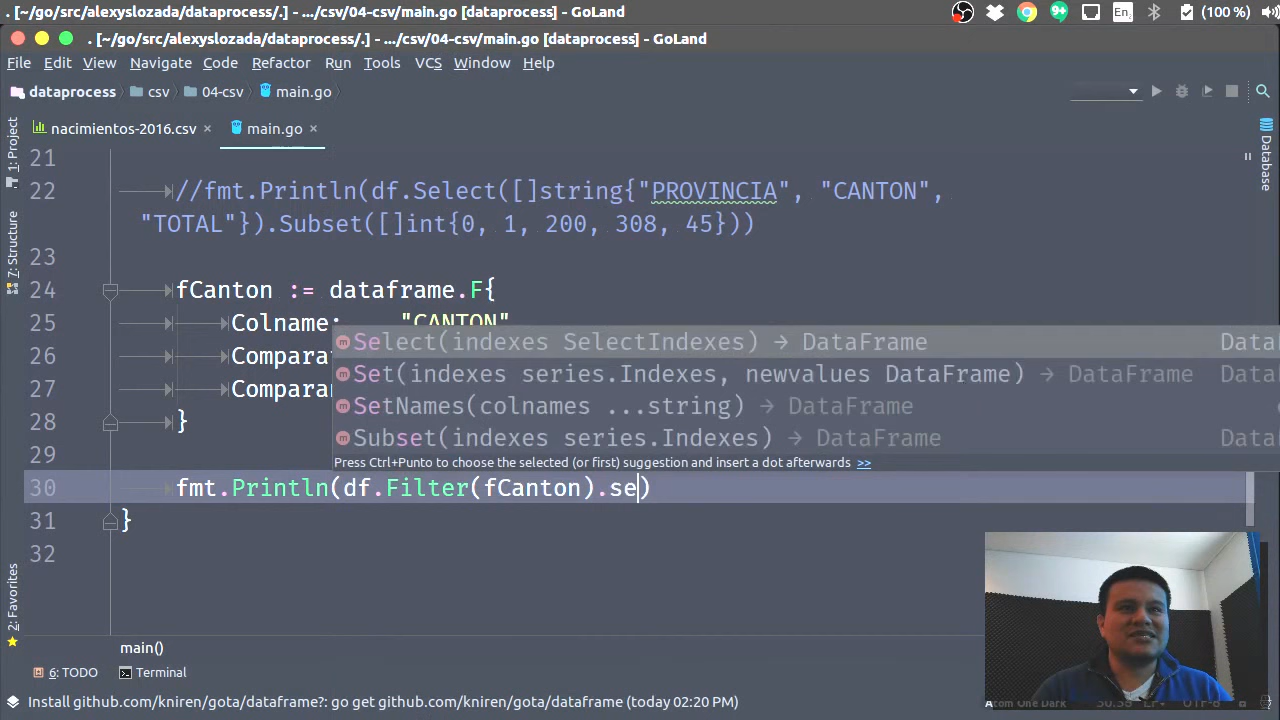 . [~/go/src/alexyslozada/dataprocess/.] - .../csv/04-csv/main.go [dataprocess] - GoLand
En
(100 %)
. [~/go/src/alexyslozada/dataprocess/.] - .../csv/04-csv/main.go [dataprocess] - GoLand
File Edit View Navigate Code Refactor Run Tools VCS Window Help
dataprocess csv 04-csv main.go
1: Project
nacimientos-2016.csv × main.go ×
Database
21
22 //fmt.Println(df.Select([]string{"PROVINCIA", "CANTON",
"TOTAL"}).Subset([]int{0, 1, 200, 308, 45}))
7: Structure
23
24 fCanton := dataframe.F{
25 Colname: "CANTON"
26
27
Select(indexes SelectIndexes) → DataFrame
Set(indexes series.Indexes, newvalues DataFrame) → DataFrame
SetNames(colnames ...string) → DataFrame
Subset(indexes series.Indexes) → DataFrame
Press Ctrl+Punto to choose the selected (or first) suggestion and insert a dot afterwards >>
28 }
29
30 fmt.Println(df.Filter(fCanton).se)
31 }
32
2: Favorites
main()
6: TODO Terminal
Install github.com/kniren/gota/dataframe?: go get github.com/kniren/gota/dataframe (today 02:20 PM)
Atom One Dark